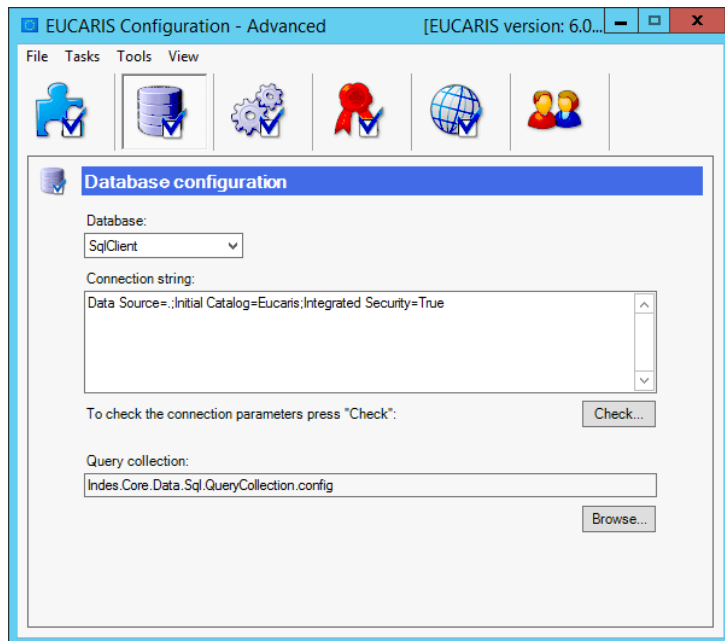 EUCARIS Configuration - Advanced [EUCARIS version: 6.0...
File Tasks Tools View
Database configuration
Database:
SqlClient
Connection string:
Data Source=.;Initial Catalog=Eucaris;Integrated Security=True
To check the connection parameters press "Check":
Check...
Query collection:
Indes.Core.Data.Sql.QueryCollection.config
Browse...